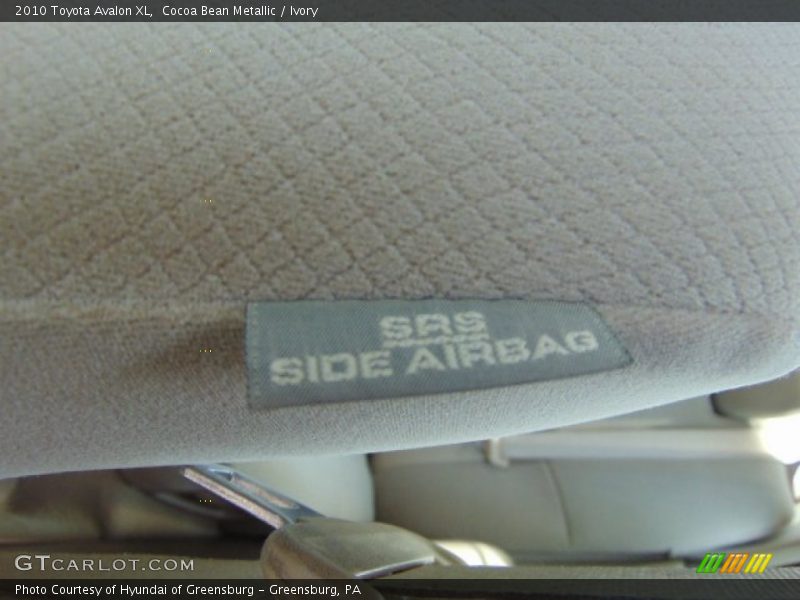 2010 Toyota Avalon XL, Cocoa Bean Metallic / Ivory
SRS
SIDE AIRBAG
GTCARLOT.COM
Photo Courtesy of Hyundai of Greensburg - Greensburg, PA